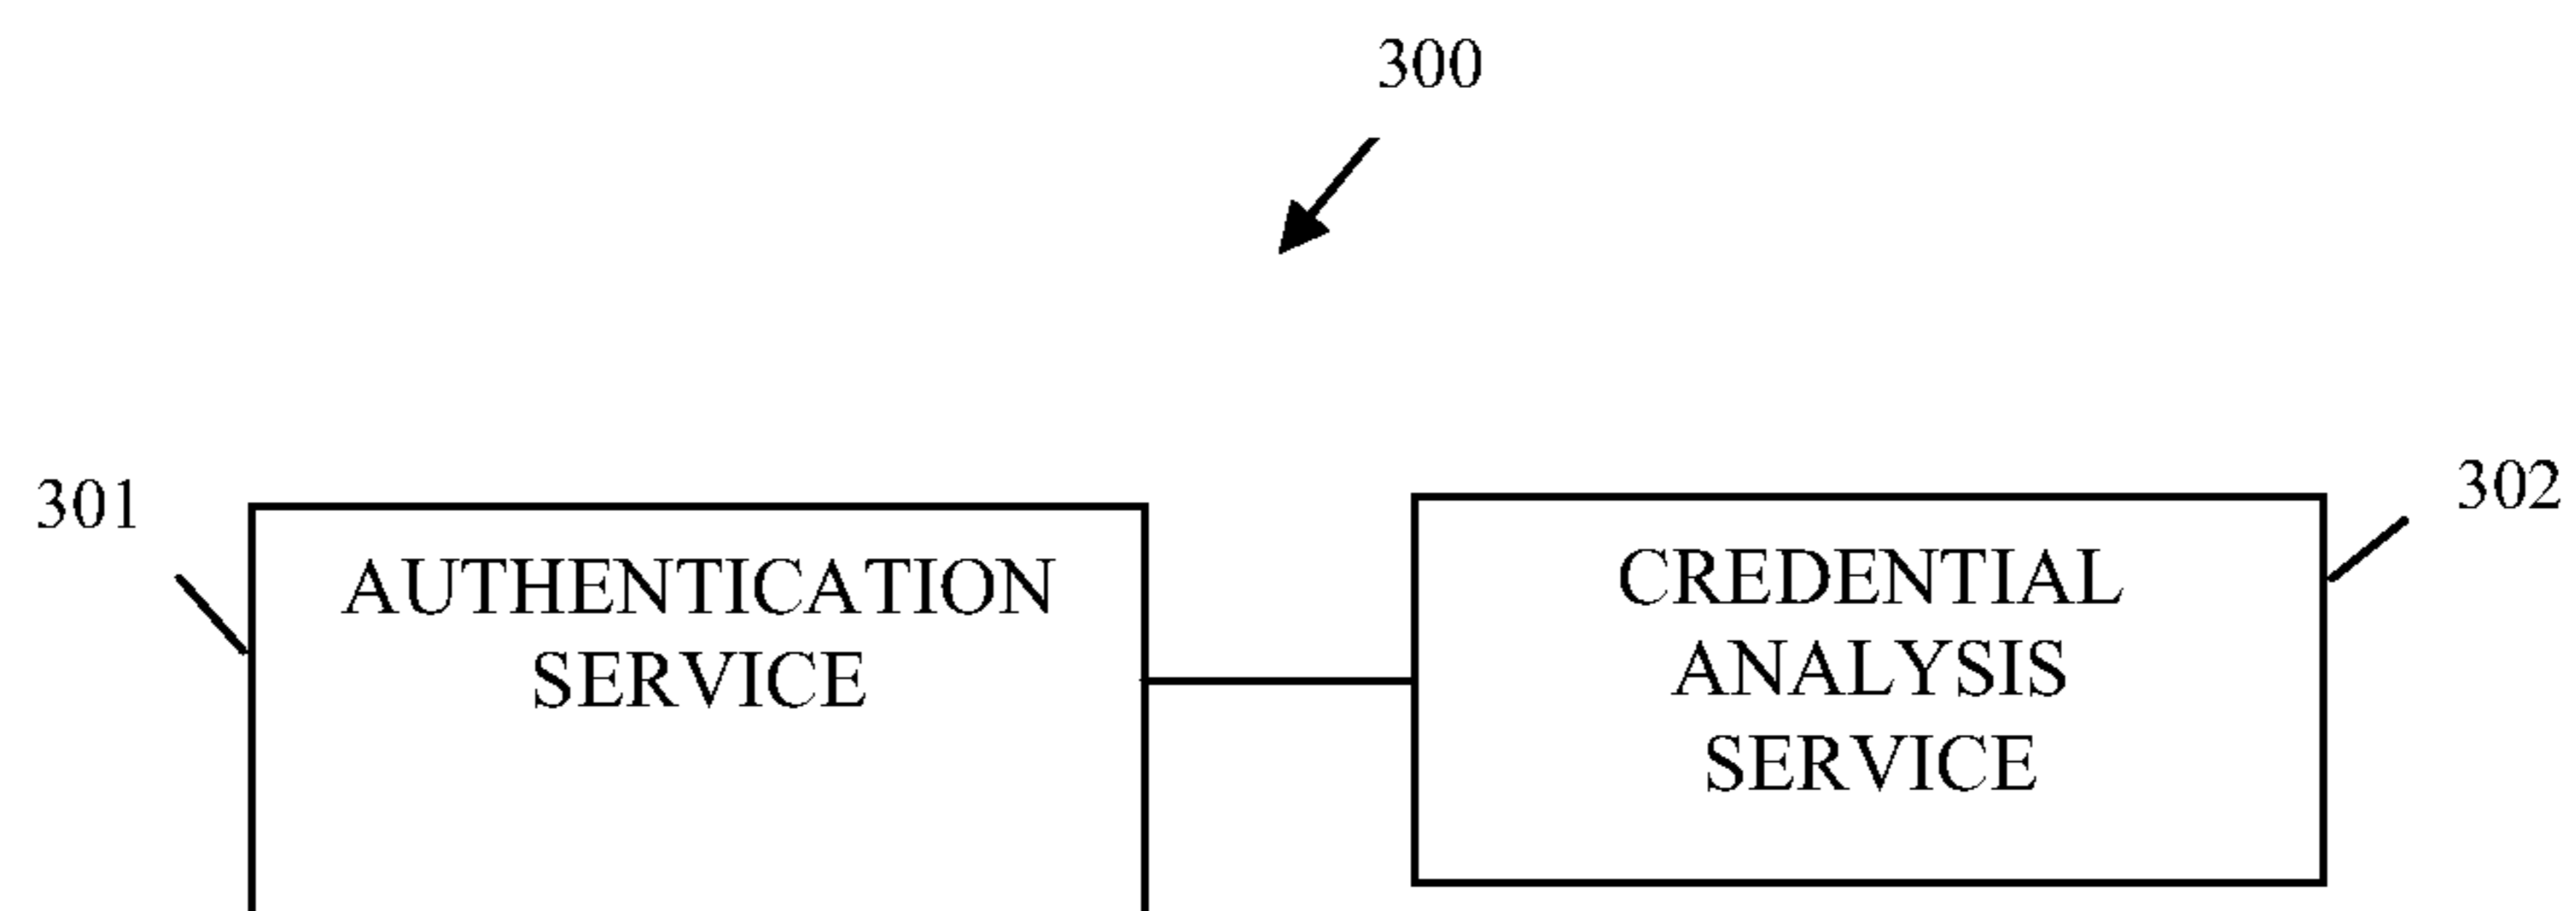 300
301
AUTHENTICATION
SERVICE
302
CREDENTIAL
ANALYSIS
SERVICE